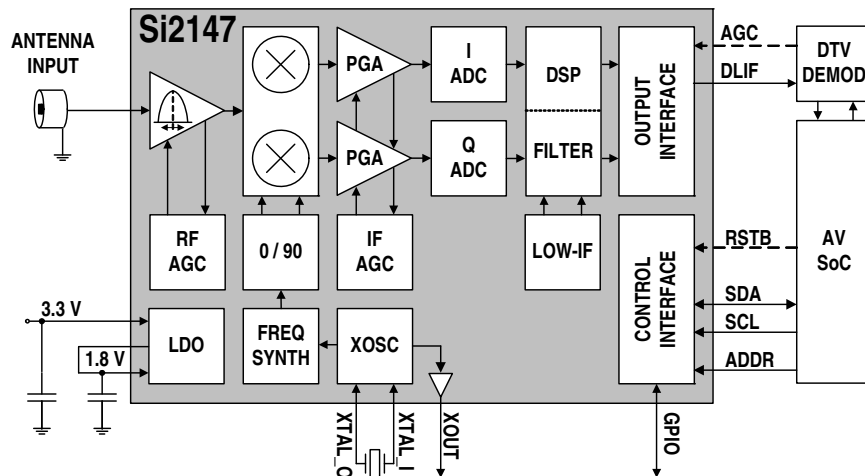 Si2147
ANTENNA
INPUT
PGA
PGA
I
ADC
Q
ADC
DSP
FILTER
OUTPUT
INTERFACE
AGC
DLIF
DTV
DEMOD
RF
AGC
0 / 90
IF
AGC
LOW-IF
CONTROL
INTERFACE
RSTB
SDA
SCL
ADDR
AV
SoC
3.3 V
1.8 V
LDO
FREQ
SYNTH
XOSC
XTAL_O
XTAL_I
XOUT
GPIO